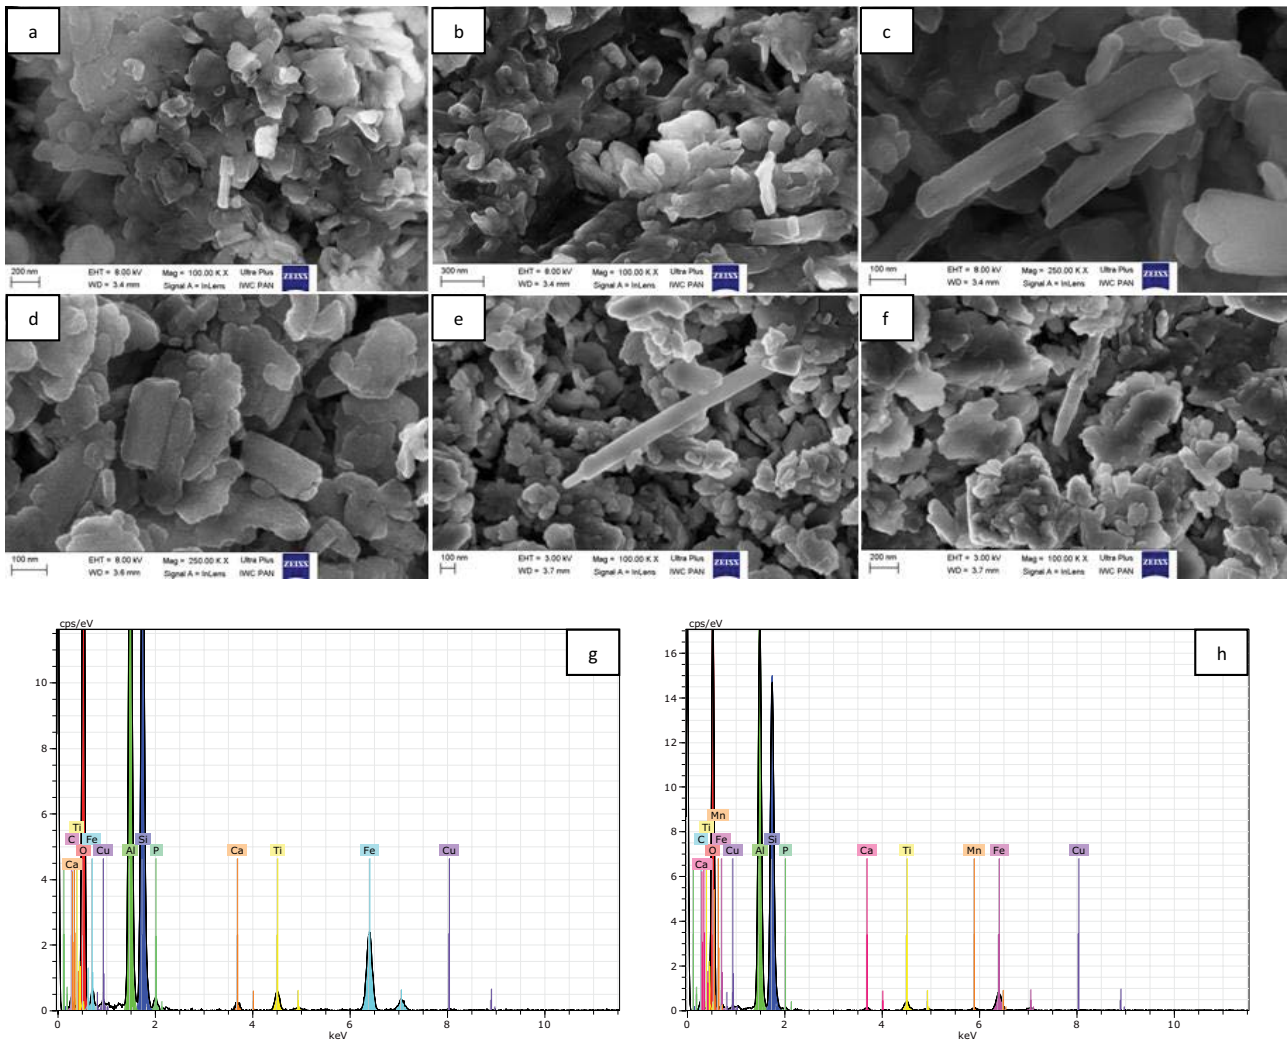 a
b
c
200 nm
EHT = 8.00 kV Mag = 100.00 K X Ultra Plus
WD = 3.4 mm Signal A = InLens IWC PAN
ZEISS
300 nm
EHT = 8.00 kV Mag = 100.00 K X Ultra Plus
WD = 3.4 mm Signal A = InLens IWC PAN
ZEISS
100 nm
EHT = 8.00 kV Mag = 250.00 K X Ultra Plus
WD = 3.4 mm Signal A = InLens IWC PAN
ZEISS
d
e
f
100 nm
EHT = 8.00 kV Mag = 250.00 K X Ultra Plus
WD = 3.6 mm Signal A = InLens IWC PAN
ZEISS
100 nm
EHT = 3.00 kV Mag = 100.00 K X Ultra Plus
WD = 3.7 mm Signal A = InLens IWC PAN
ZEISS
200 nm
EHT = 3.00 kV Mag = 100.00 K X Ultra Plus
WD = 3.7 mm Signal A = InLens IWC PAN
ZEISS
cps/eV
g
10
8
6
4
2
0
Ti
C Fe
O Cu Al Si P Ca Ti Fe Cu
Ca
0 2 4 6 8 10
keV
cps/eV
h
16
14
12
10
8
6
4
2
0
Mn
Ti
C Fe
O Cu Al Si P Ca Ti Mn Fe Cu
Ca
0 2 4 6 8 10
keV